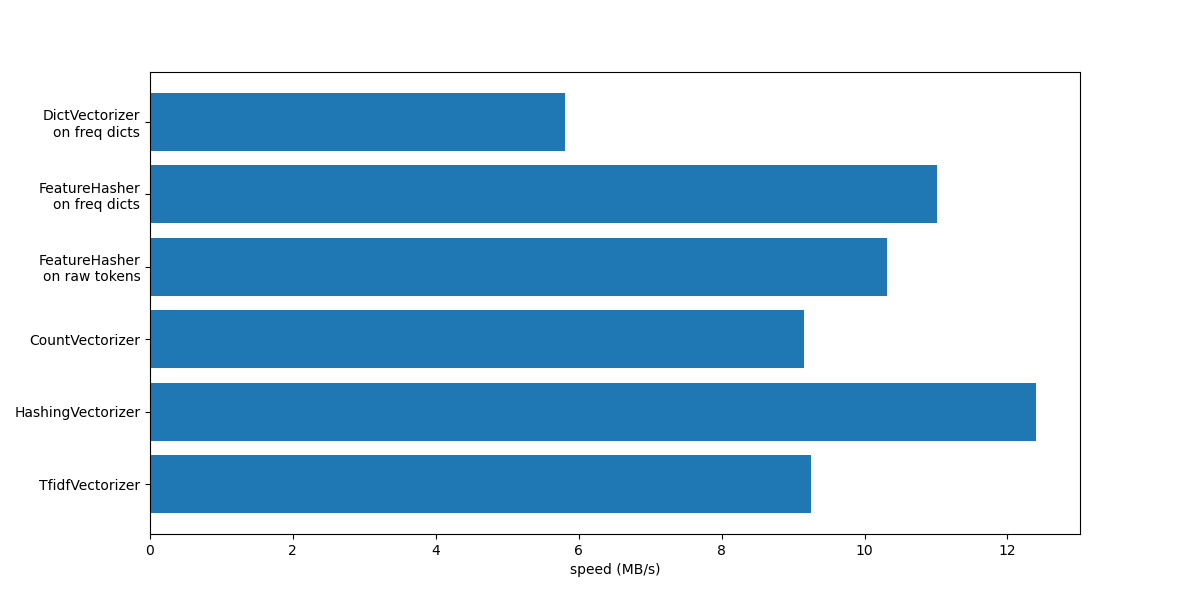 DictVectorizer
on freq dicts
FeatureHasher
on freq dicts
FeatureHasher
on raw tokens
CountVectorizer
HashingVectorizer
TfidfVectorizer
0 2 4 6 8 10 12
speed (MB/s)